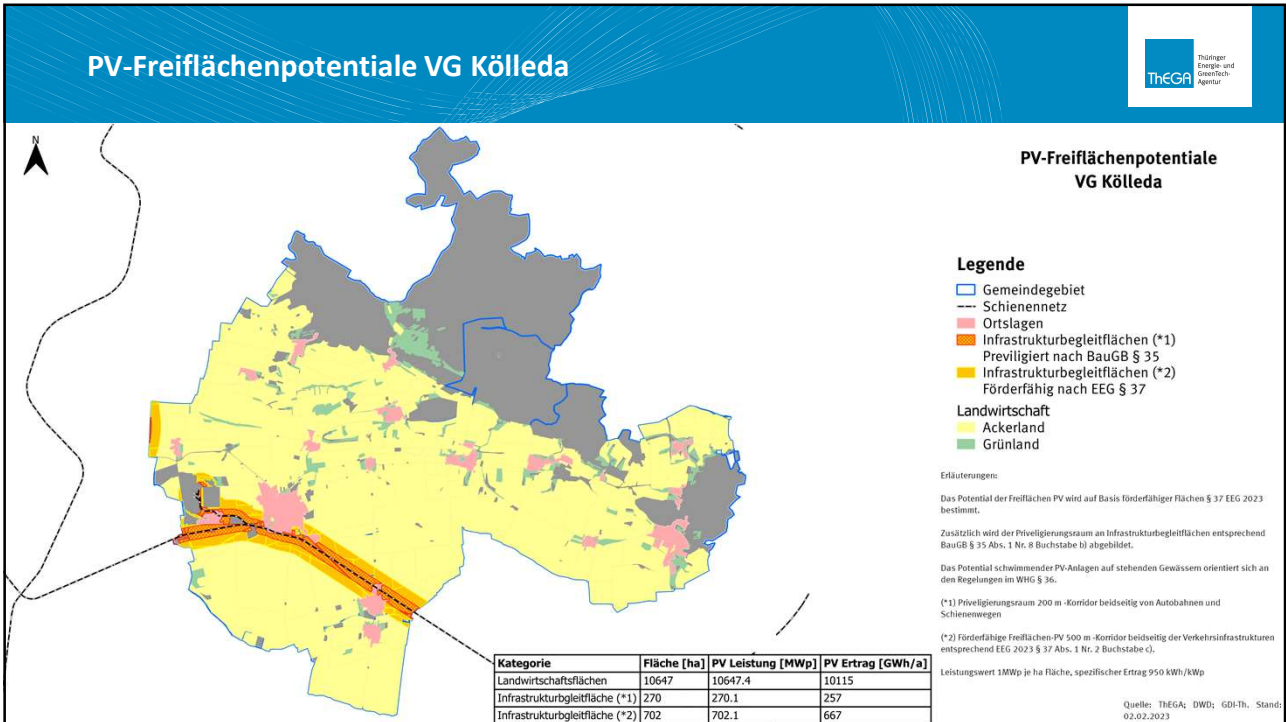 PV-Freiflächenpotentiale VG Kölleda
ThEGA
Thüringer
Energie- und
GreenTech-
Agentur
N
PV-Freiflächenpotentiale
VG Kölleda
Legende
Gemeindegebiet
Schienennetz
Ortslagen
Infrastrukturbegleitflächen (*1)
Previligiert nach BauGB § 35
Infrastrukturbegleitflächen (*2)
Förderfähig nach EEG § 37
Landwirtschaft
Ackerland
Grünland
Erläuterungen:
Das Potential der Freiflächen PV wird auf Basis förderfähiger Flächen § 37 EEG 2023
bestimmt.
Zusätzlich wird der Priveligierungsraum an Infrastrukturbegleitflächen entsprechend
BauGB § 35 Abs. 1 Nr. 8 Buchstabe b) abgebildet.
Das Potential schwimmender PV-Anlagen auf stehenden Gewässern orientiert sich an
den Regelungen im WHG § 36.
(*1) Priveligierungsraum 200 m -Korridor beidseitig von Autobahnen und
Schienenwegen
(*2) Förderfähige Freiflächen-PV 500 m -Korridor beidseitig der Verkehrsinfrastrukturen
entsprechend EEG 2023 § 37 Abs. 1 Nr. 2 Buchstabe c).
Leistungswert 1MWp je ha Fläche, spezifischer Ertrag 950 kWh/kWp
Kategorie Fläche [ha] PV Leistung [MWp] PV Ertrag [GWh/a]
Landwirtschaftsflächen 10647 10647.4 10115
Infrastrukturbgleitfläche (*1) 270 270.1 257
Infrastrukturbgleitfläche (*2) 702 702.1 667
Quelle: ThEGA; DWD; GDI-Th. Stand:
02.02.2023